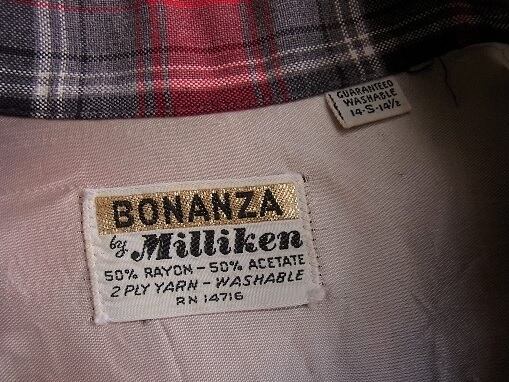 GUARANTEED
WASHABLE
14-S-14½
BONANZA
by Milliken
50% RAYON - 50% ACETATE
2 PLY YARN - WASHABLE
RN 14716